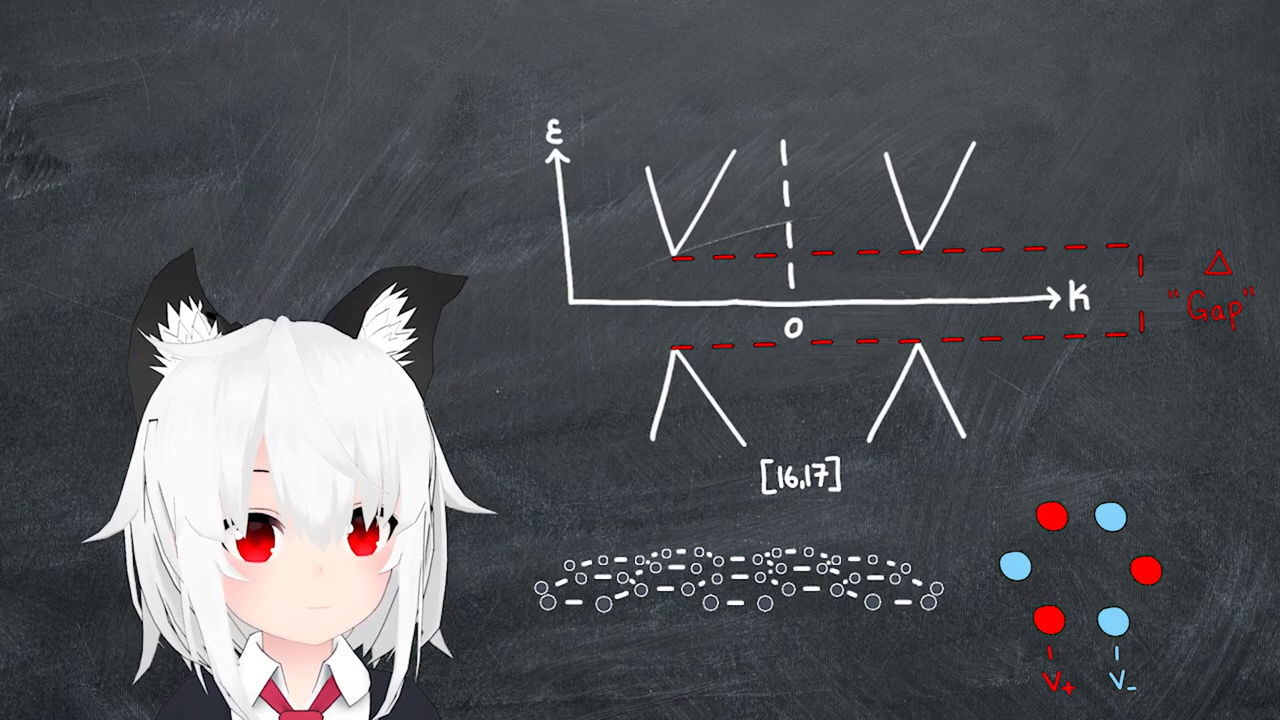 ε
Δ
"Gap"
K
0
[16,17]
V+ V-